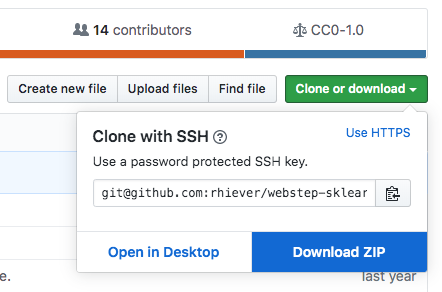 14 contributors
CC0-1.0
Create new file
Upload files
Find file
Clone or download
Clone with SSH
Use HTTPS
Use a password protected SSH key.
git@github.com:rhiever/webstep-sklear
Open in Desktop
Download ZIP
e.
last year